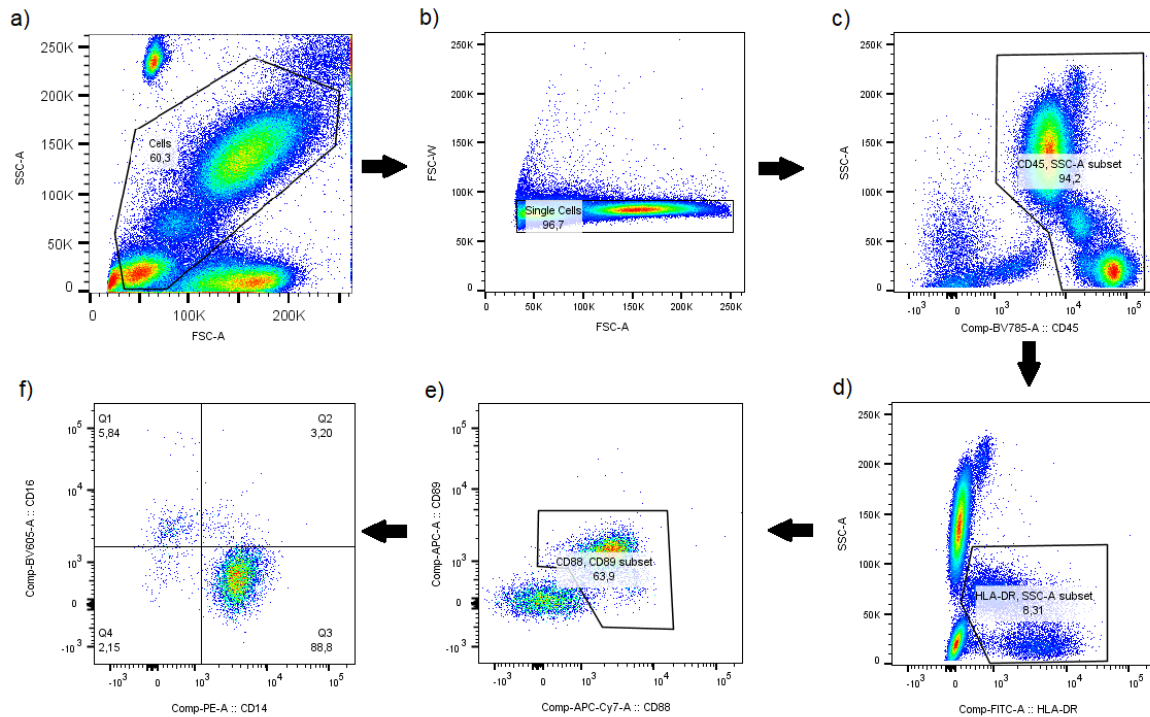 a)
250K
200K
150K
100K
50K
0
SSC-A
Cells
60,3
0
100K
200K
FSC-A
b)
250K
200K
150K
100K
50K
0
FSC-W
Single Cells
96,7
0
50K
100K
150K
200K
250K
FSC-A
c)
250K
200K
150K
100K
50K
0
SSC-A
CD45, SSC-A subset
94,2
-10³
0
10³
10⁴
10⁵
Comp-BV785-A :: CD45
f)
Q1
5,84
Q2
3,20
10⁵
10⁴
10³
0
-10³
Comp-BV605-A :: CD16
Q4
2,15
Q3
88,8
-10³
0
10³
10⁴
10⁵
Comp-PE-A :: CD14
e)
10⁵
10⁴
10³
0
-10³
Comp-APC-A :: CD89
CD88, CD89 subset
63,9
-10³
0
10³
10⁴
10⁵
Comp-APC-Cy7-A :: CD88
d)
250K
200K
150K
100K
50K
0
SSC-A
HLA-DR, SSC-A subset
8,31
-10³
0
10³
10⁴
10⁵
Comp-FITC-A :: HLA-DR